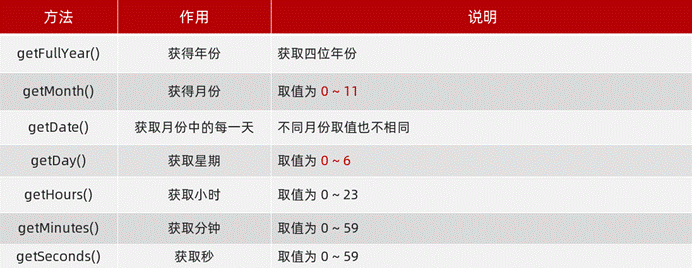 方法 作用 说明
getFullYear() 获得年份 获取四位年份
getMonth() 获得月份 取值为 0 ~ 11
getDate() 获取月份中的每一天 不同月份取值也不相同
getDay() 获取星期 取值为 0 ~ 6
getHours() 获取小时 取值为 0 ~ 23
getMinutes() 获取分钟 取值为 0 ~ 59
getSeconds() 获取秒 取值为 0 ~ 59